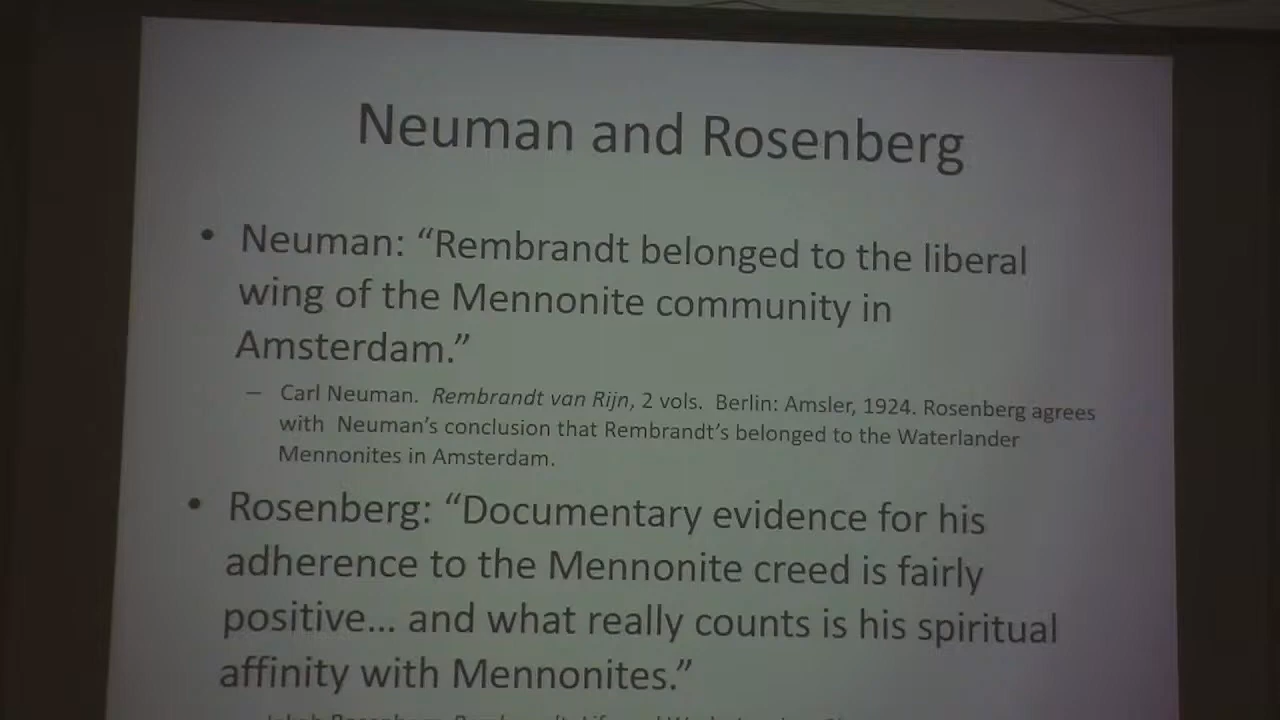 Neuman and Rosenberg
• Neuman: “Rembrandt belonged to the liberal
wing of the Mennonite community in
Amsterdam.”
– Carl Neuman. Rembrandt van Rijn, 2 vols. Berlin: Amsler, 1924. Rosenberg agrees
with Neuman’s conclusion that Rembrandt’s belonged to the Waterlander
Mennonites in Amsterdam.
• Rosenberg: “Documentary evidence for his
adherence to the Mennonite creed is fairly
positive... and what really counts is his spiritual
affinity with Mennonites.”